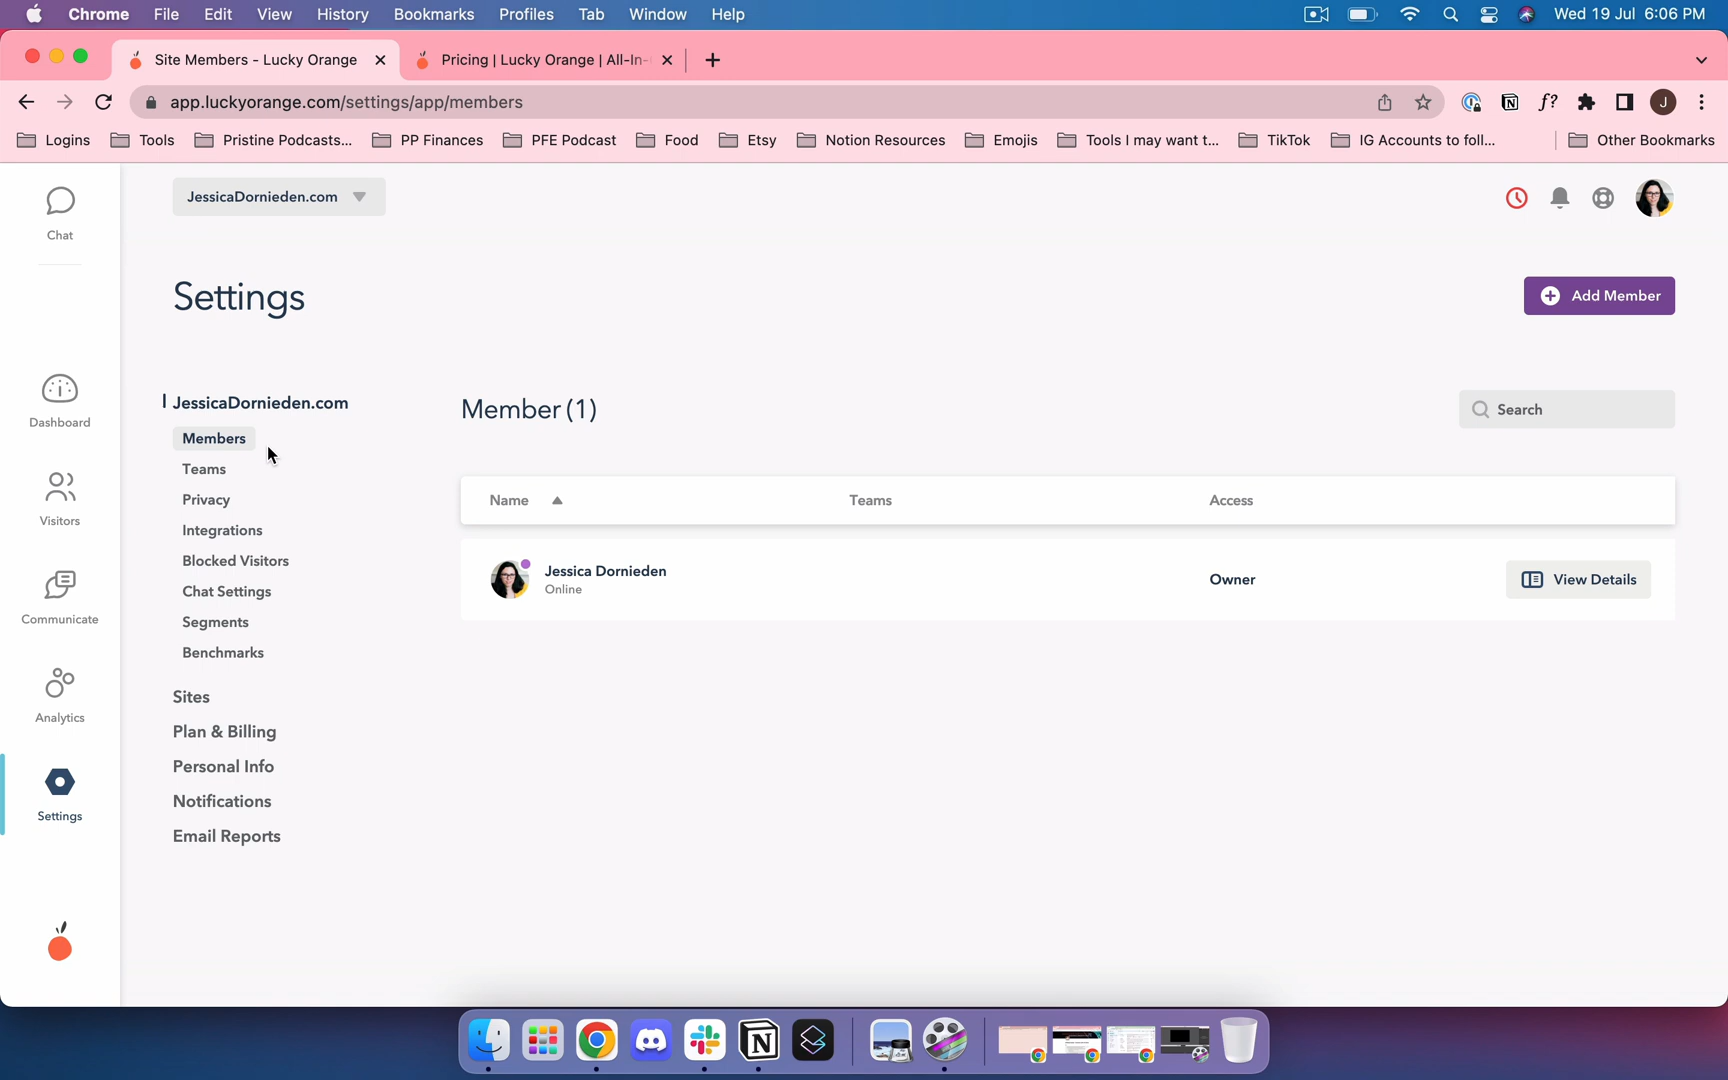 Chrome File Edit View History Bookmarks Profiles Tab Window Help Wed 19 Jul 6:06 PM
Site Members - Lucky Orange Pricing | Lucky Orange | All-In-
app.luckyorange.com/settings/app/members f? J
Logins Tools Pristine Podcasts... PP Finances PFE Podcast Food Etsy Notion Resources Emojis Tools I may want t... TikTok IG Accounts to foll... Other Bookmarks
JessicaDornieden.com
Chat
Settings
Add Member
JessicaDornieden.com
Members
Teams
Privacy
Integrations
Blocked Visitors
Chat Settings
Segments
Benchmarks
Sites
Plan & Billing
Personal Info
Notifications
Email Reports
Dashboard
Visitors
Communicate
Analytics
Settings
Member (1)
Search
Name Teams Access
Jessica Dornieden
Online
Owner
View Details